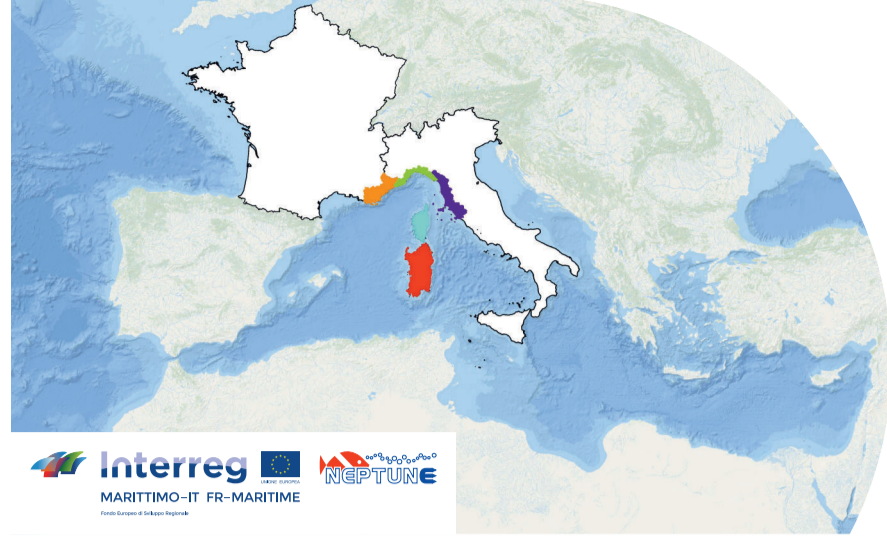 Interreg
UNIONE EUROPEA
MARITTIMO-IT FR-MARITIME
Fondo Europeo di Sviluppo Regionale
NEPTUNE